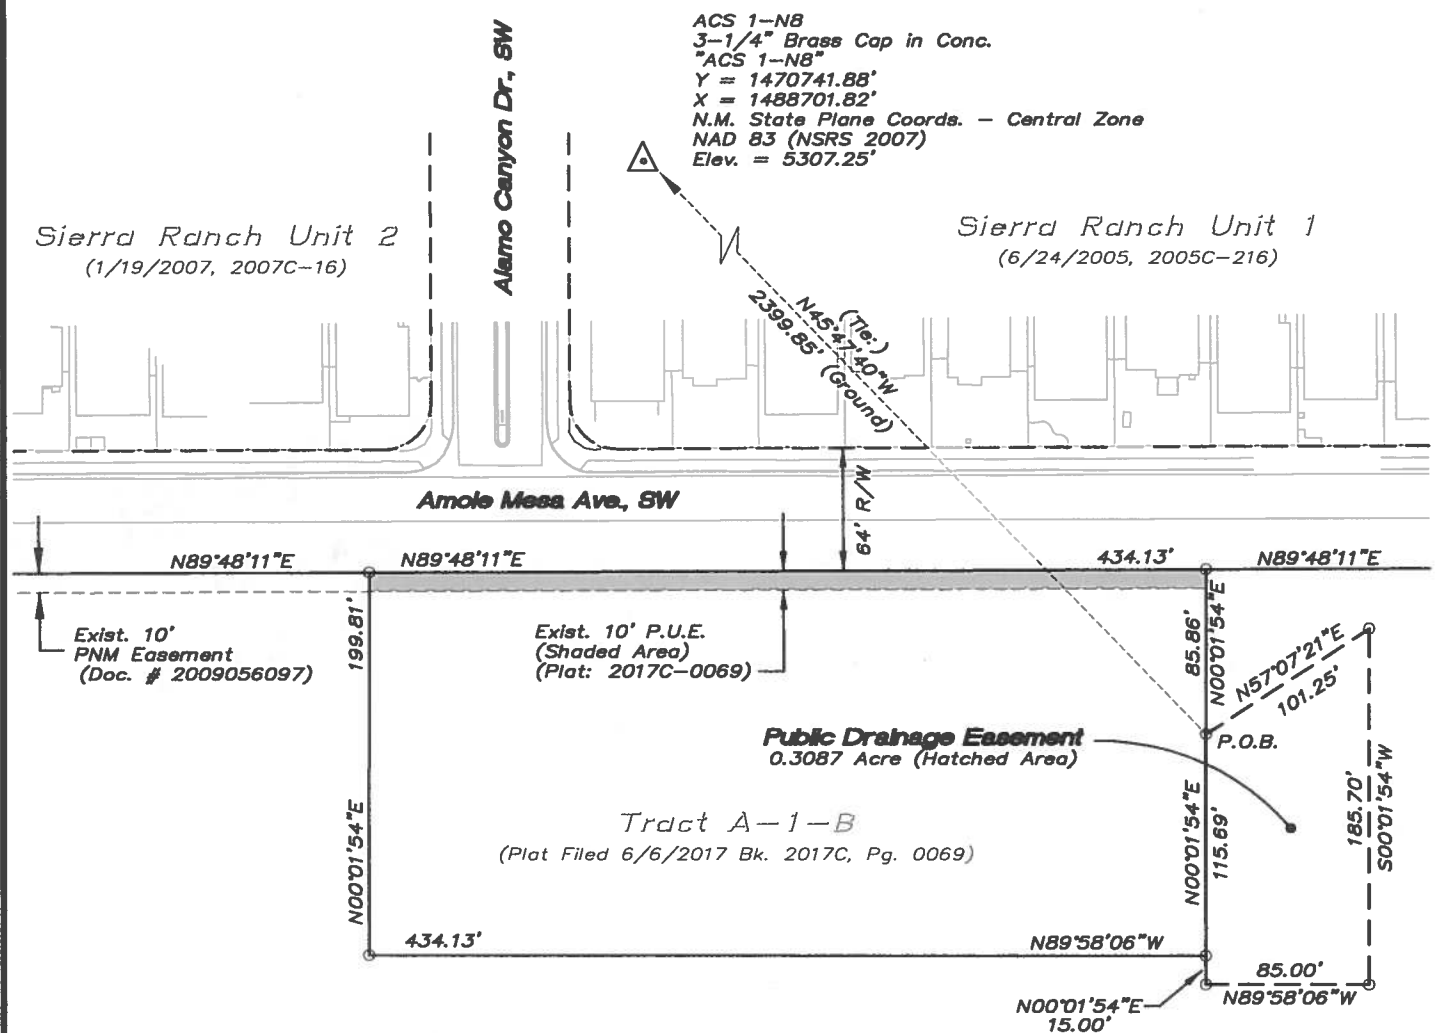 ACS 1-N8
3-1/4" Brass Cap in Conc.
"ACS 1-N8"
Y = 1470741.88'
X = 1488701.82'
N.M. State Plane Coords. - Central Zone
NAD 83 (NSRS 2007)
Elev. = 5307.25'
Alamo Canyon Dr., SW
Sierra Ranch Unit 2
(1/19/2007, 2007C-16)
Sierra Ranch Unit 1
(6/24/2005, 2005C-216)
(Tie:)
N45°47'40"W
2399.85' (Ground)
Amole Mesa Ave., SW
64' R/W
N89°48'11"E
N89°48'11"E
434.13'
N89°48'11"E
Exist. 10'
PNM Easement
(Doc. # 2009056097)
199.81'
Exist. 10' P.U.E.
(Shaded Area)
(Plat: 2017C-0069)
85.86'
N00°01'54"E
N57°07'21"E
101.25'
Public Drainage Easement
0.3087 Acre (Hatched Area)
P.O.B.
Tract A-1-B
(Plat Filed 6/6/2017 Bk. 2017C, Pg. 0069)
N00°01'54"E
N00°01'54"E
115.69'
185.70'
S00°01'54"W
434.13'
N89°58'06"W
85.00'
N89°58'06"W
N00°01'54"E
15.00'